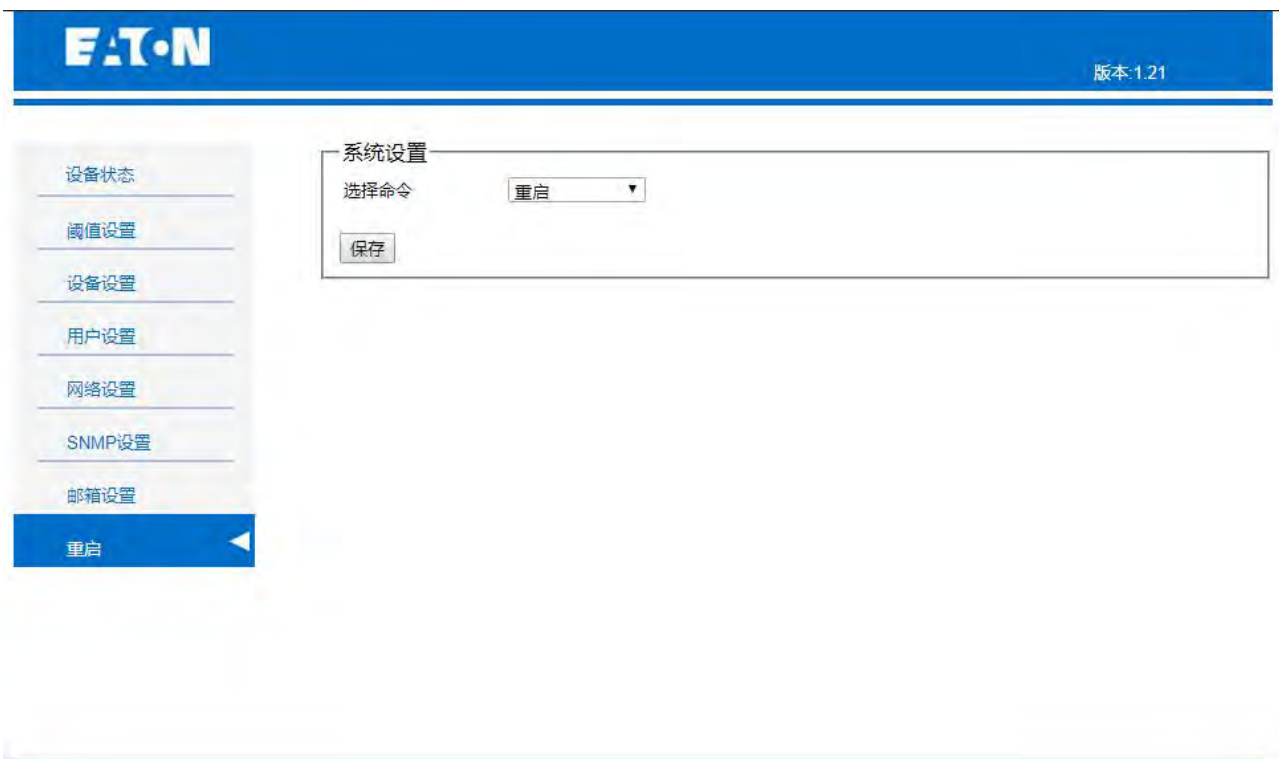 EATON
版本:1.21
设备状态
阈值设置
设备设置
用户设置
网络设置
SNMP设置
邮箱设置
重启
系统设置
选择命令 重启
保存